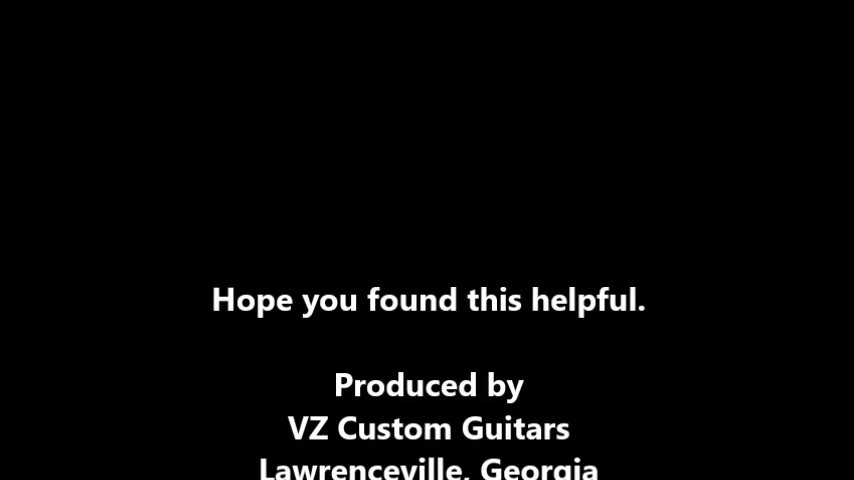 Hope you found this helpful.
Produced by
VZ Custom Guitars
Lawrenceville, Georgia